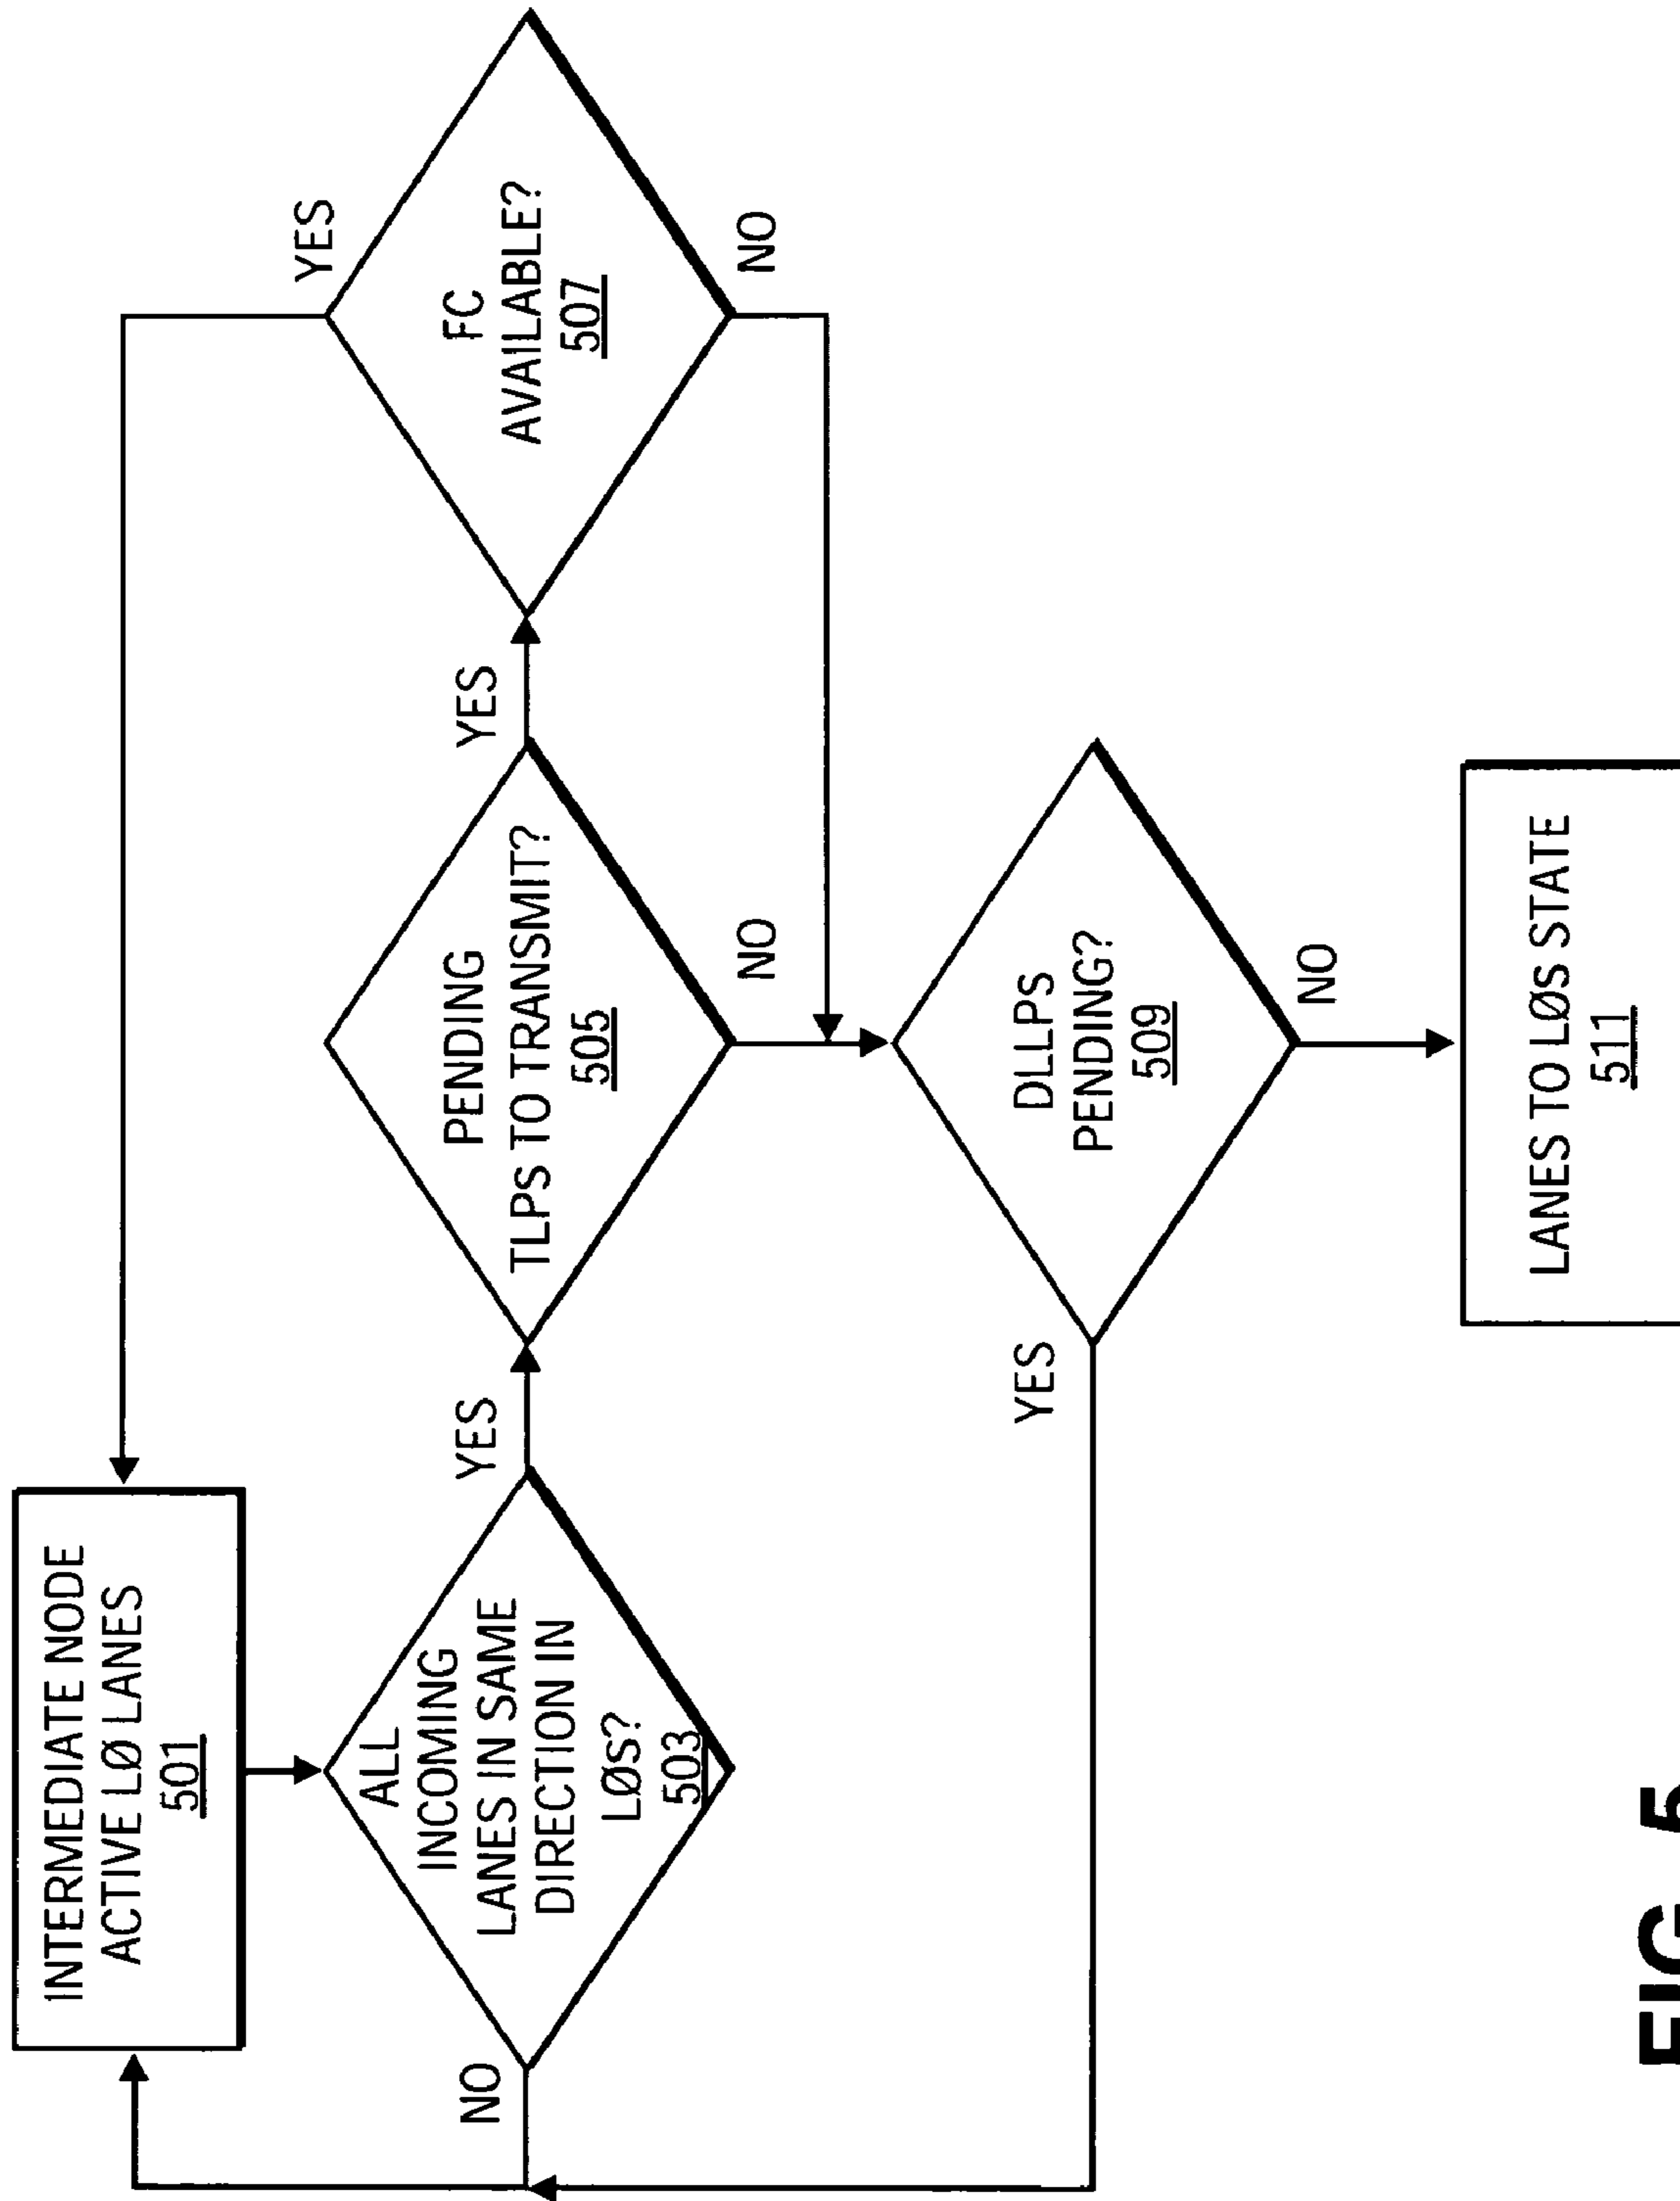 INTERMEDIATE NODE
ACTIVE LØ LANES
501
ALL
INCOMING
LANES IN SAME
DIRECTION IN
LØs?
503
NO
YES
PENDING
TLPS TO TRANSMIT?
505
YES
NO
FC
AVAILABLE?
507
YES
NO
DLLPS
PENDING?
509
YES
NO
LANES TO LØs STATE
511